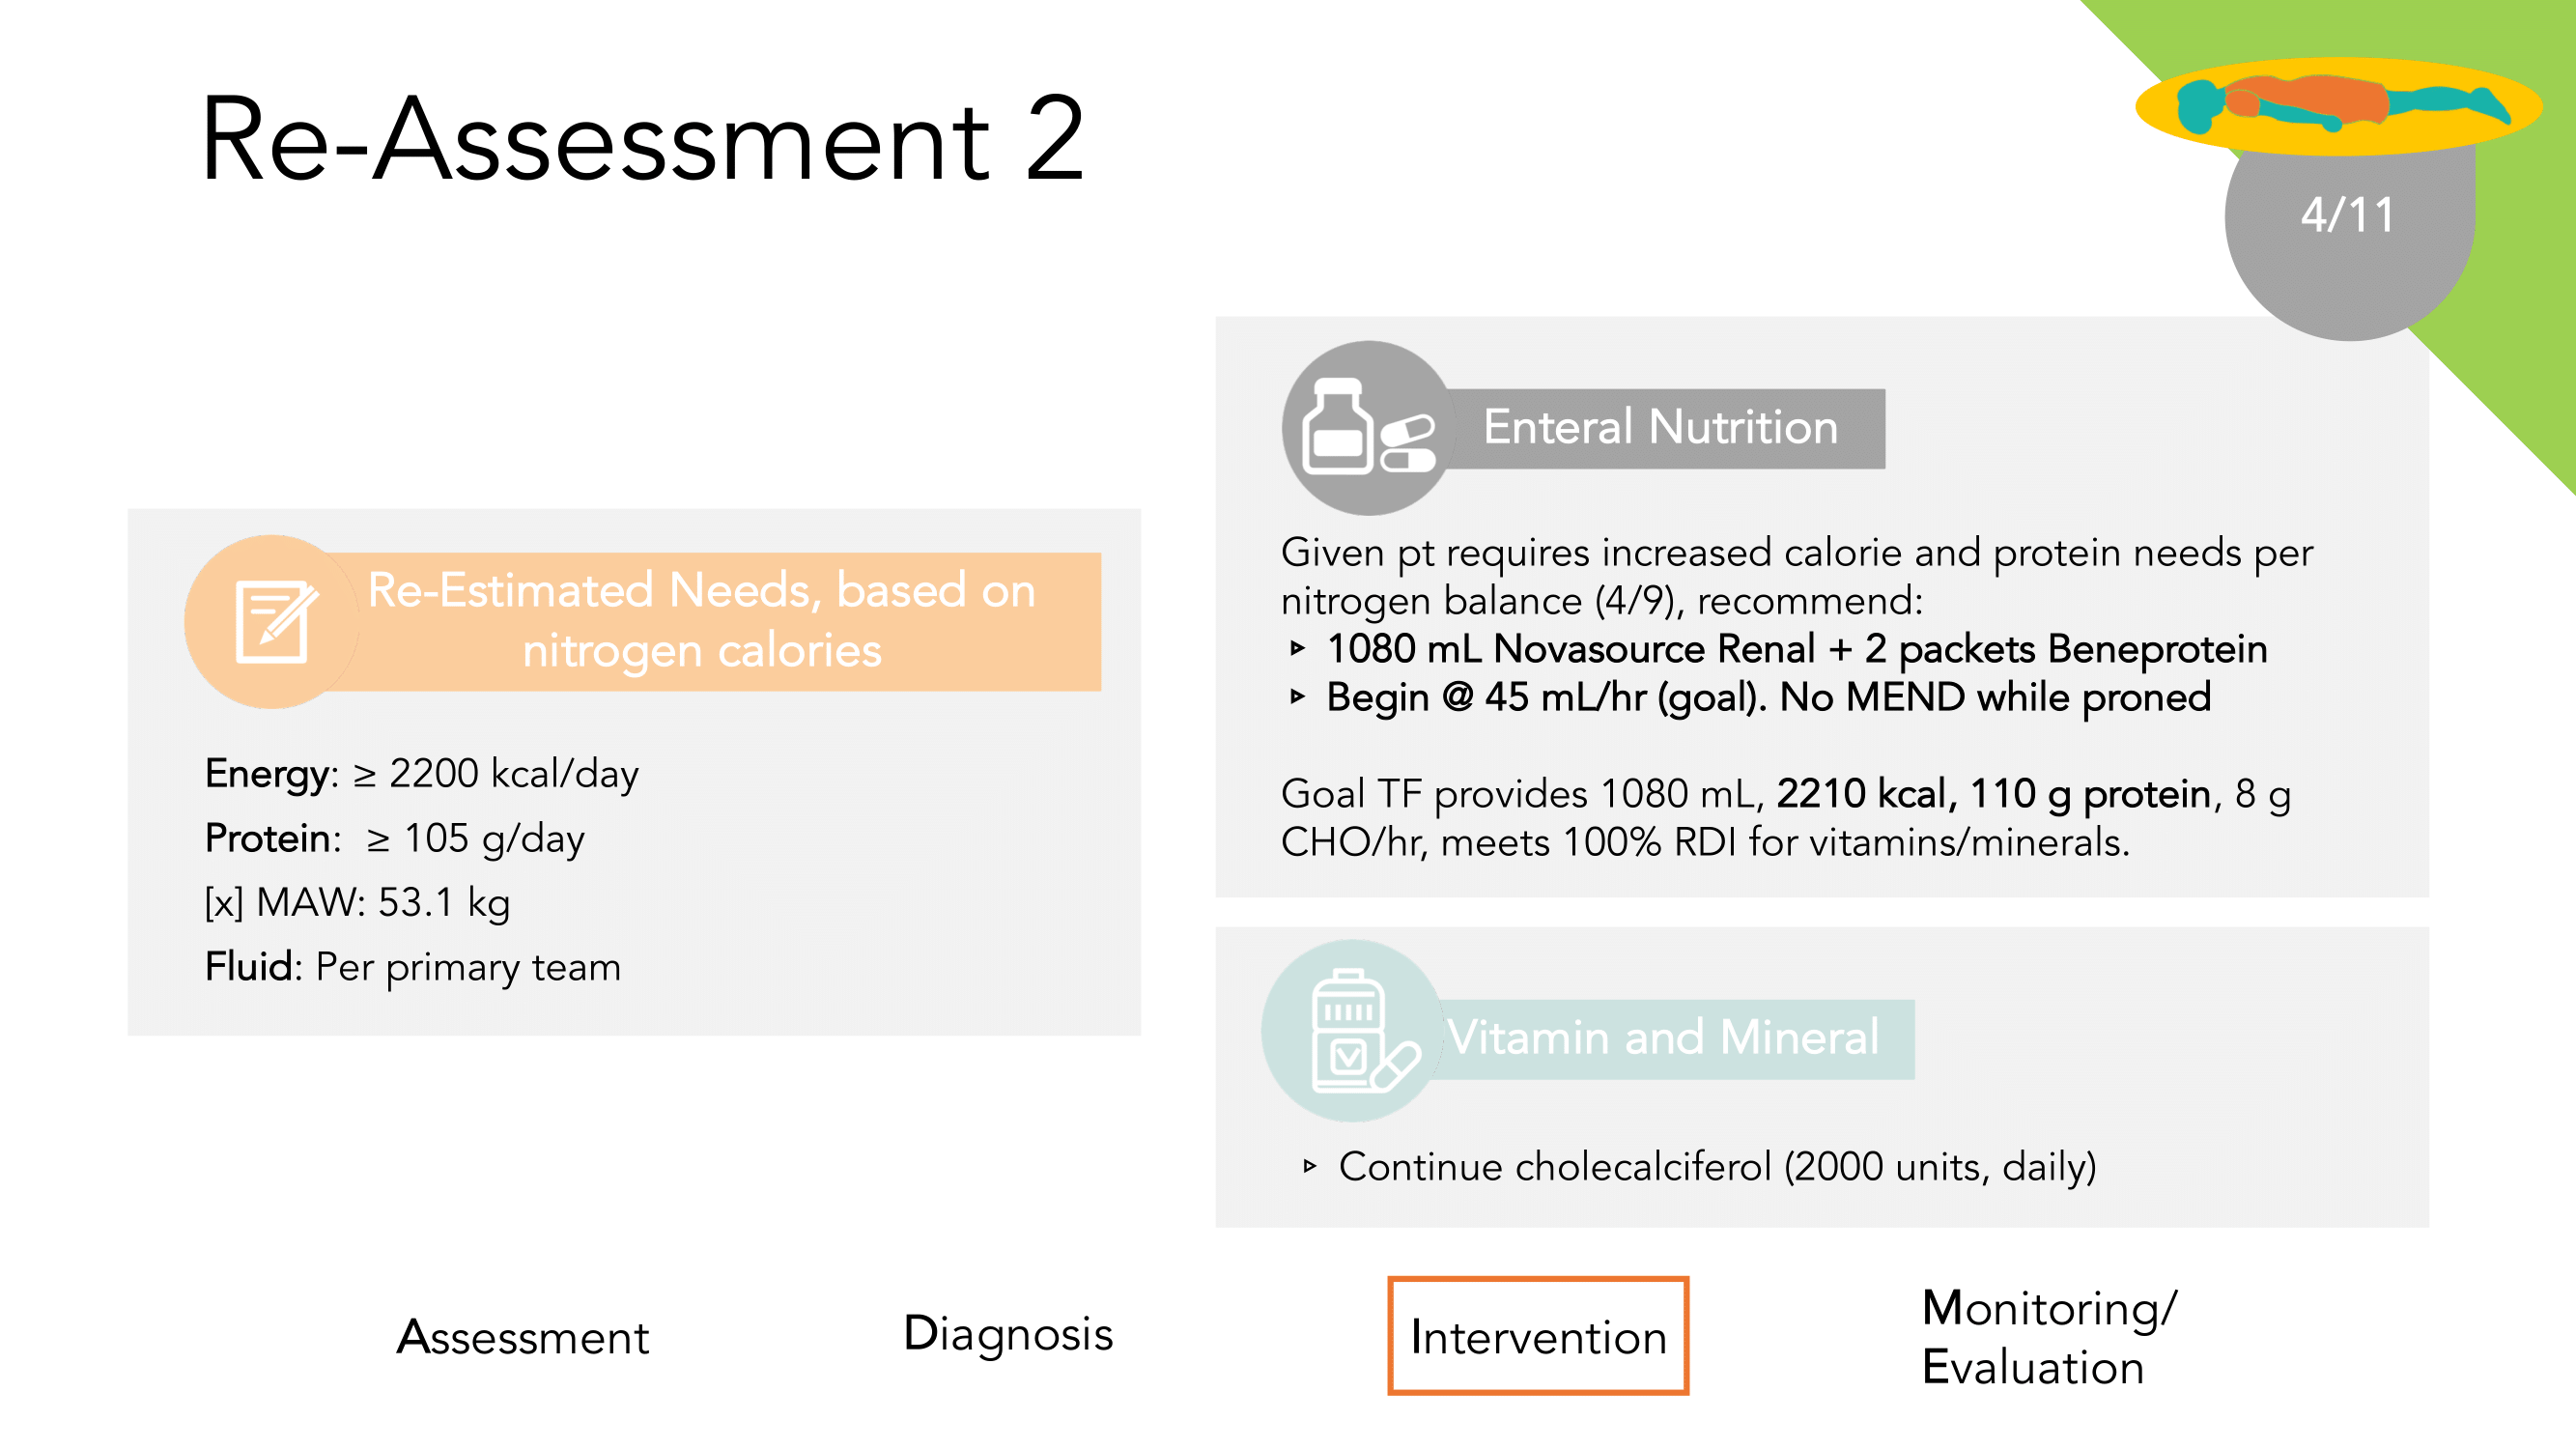 Re-Assessment 2
4/11
Re-Estimated Needs, based on
nitrogen calories
Energy: ≥ 2200 kcal/day
Protein:  ≥ 105 g/day
[x] MAW: 53.1 kg
Fluid: Per primary team
Enteral Nutrition
Given pt requires increased calorie and protein needs per
nitrogen balance (4/9), recommend:
▹ 1080 mL Novasource Renal + 2 packets Beneprotein
▹ Begin @ 45 mL/hr (goal). No MEND while proned
Goal TF provides 1080 mL, 2210 kcal, 110 g protein, 8 g
CHO/hr, meets 100% RDI for vitamins/minerals.
Vitamin and Mineral
▹ Continue cholecalciferol (2000 units, daily)
Assessment
Diagnosis
Intervention
Monitoring/
Evaluation